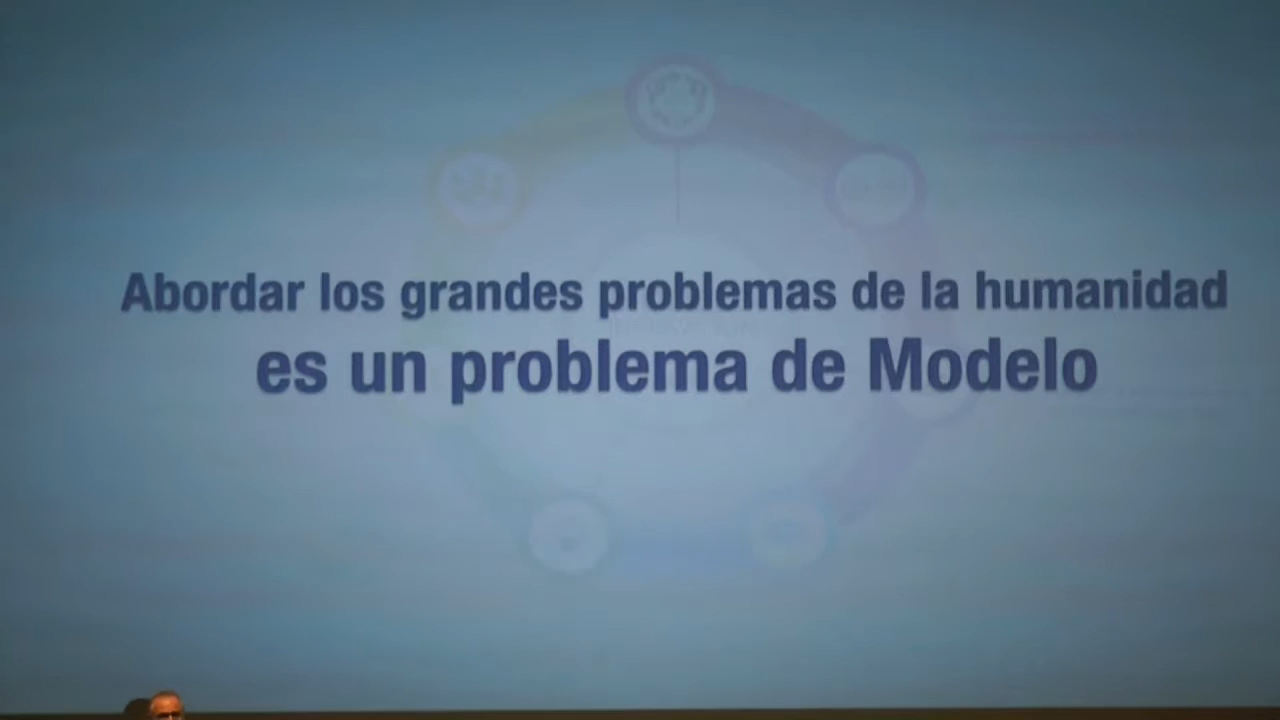 Abordar los grandes problemas de la humanidad
es un problema de Modelo